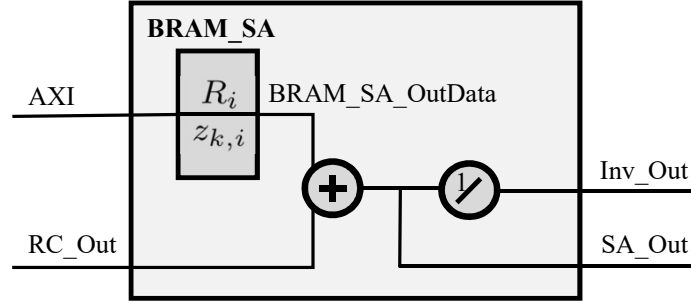 BRAM_SA
AXI
R_i
BRAM_SA_OutData
z_{k,i}
+
1/
Inv_Out
RC_Out
SA_Out